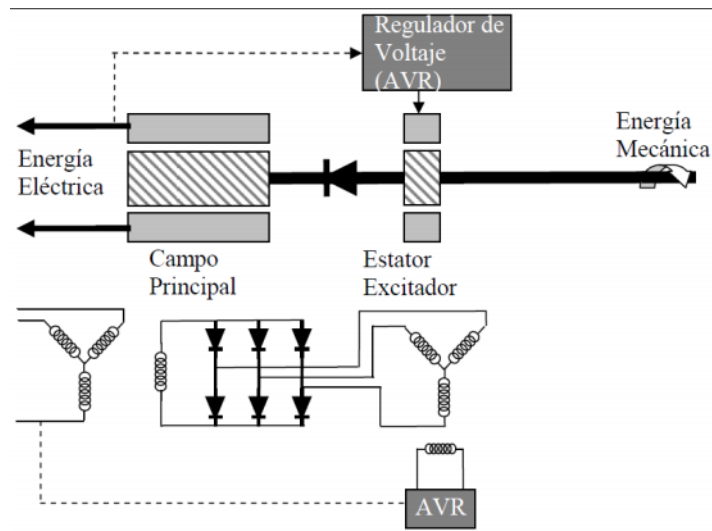 Regulador de
Voltaje
(AVR)
Energía
Mecánica
Energía
Eléctrica
Campo
Principal
Estator
Excitador
AVR